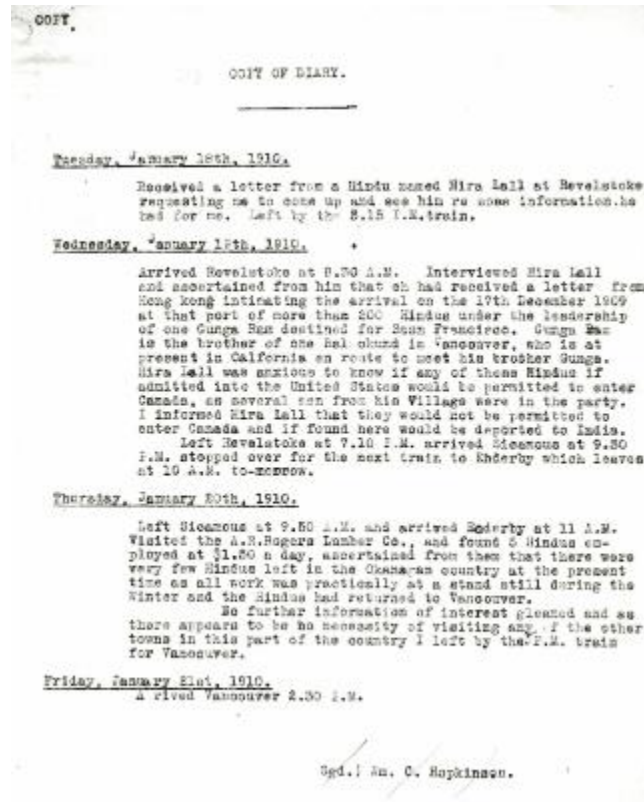 COPY.
COPY OF DIARY.
Tuesday, January 18th, 1910.
Received a letter from a Hindu named Hira Lall at Revelstoke
requesting me to come up and see him re some information he
had for me. Left by the 3.15 P.M. train.
Wednesday, January 19th, 1910.
Arrived Revelstoke at 8.30 A.M. Interviewed Hira Lall
and ascertained from him that eh had received a letter from
Hong kong intimating the arrival on the 17th December 1909
at that port of more than 200 Hindus under the leadership
of one Gunga Ram destined for Sann Francisco. Gunga Ram
is the brother of one in Vancouver, who is at
present in Calfornia en route to meet his brother Gunga.
Hira Lall was anxious to know if any of these Hindus if
admitted into the United States would be permitted to enter
Canada, as several men from his Village were in the party.
I informed Hira Lall that they would not be permitted to
enter Canada and if found here would be deported to India.
Left Revelstoke at 7.10 P.M. arrived Sicamous at 9.30
P.M. stopped over for the next train to Enderby which leaves
at 10 A.M. to-morrow.
Thursday, January 20th, 1910.
Left Sicamous at 9.50 A.M. and arrived Enderby at 11 A.M.
Visited the A.R.Rogers Lumber Co., and found 5 Hindus em-
ployed at $1.50 a day, ascertained from them that there were
very few Hindus left in the Okanagan country at the present
time as all work was practically at a stand still during the
Winter and the Hindus had returned to Vancouver.
No further information of interest gleaned and as
there appears to be no necessity of visiting any of the other
towns in this part of the country I left by the P.M. train
for Vancouver.
Friday, January 21st, 1910.
A rived Vancouver 2.30 P.M.
Sgd.; Wm. C. Hopkinson.